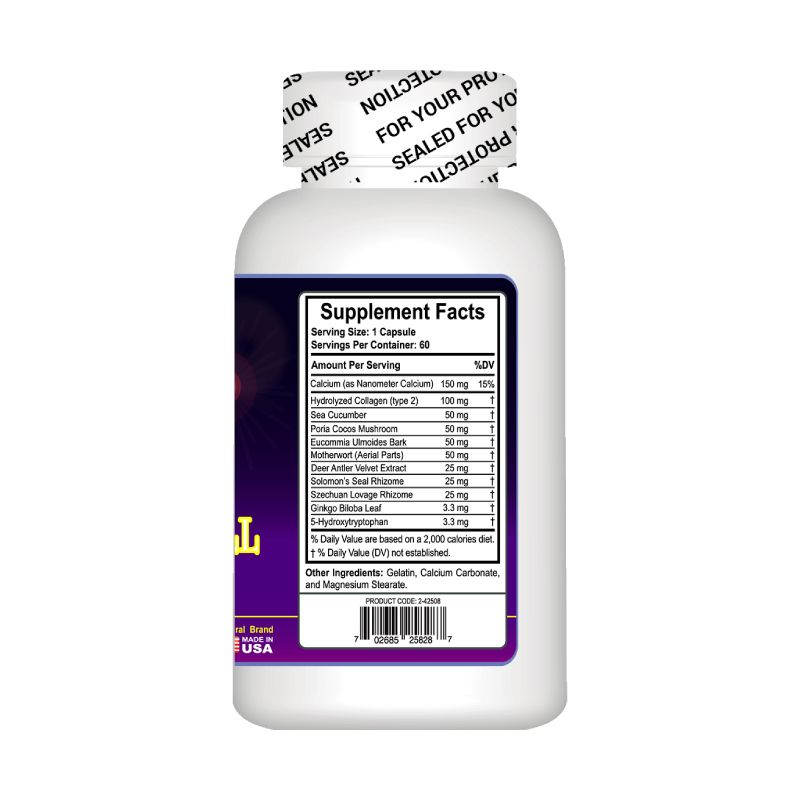 SEA
NOITCETORP
FOR YOUR PRO
SEALED FOR YO
PROTECTION
SEALE
Supplement Facts
Serving Size: 1 Capsule
Servings Per Container: 60
Amount Per Serving %DV
Calcium (as Nanometer Calcium) 150 mg 15%
Hydrolyzed Collagen (type 2) 100 mg †
Sea Cucumber 50 mg †
Poria Cocos Mushroom 50 mg †
Eucommia Ulmoides Bark 50 mg †
Motherwort (Aerial Parts) 50 mg †
Deer Antler Velvet Extract 25 mg †
Solomon's Seal Rhizome 25 mg †
Szechuan Lovage Rhizome 25 mg †
Ginkgo Biloba Leaf 3.3 mg †
5-Hydroxytryptophan 3.3 mg †
% Daily Value are based on a 2,000 calories diet.
† % Daily Value (DV) not established.
Other Ingredients: Gelatin, Calcium Carbonate,
and Magnesium Stearate.
PRODUCT CODE: 2-42508
7 02685 25828 7
ral Brand
MADE IN
USA